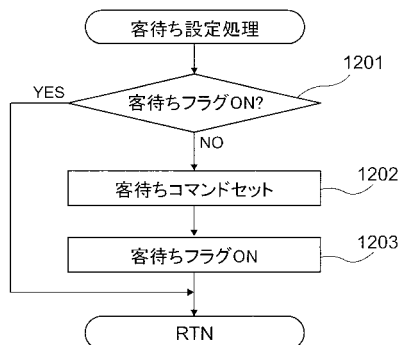 客待ち設定処理
1201
客待ちフラグON?
YES
NO
1202
客待ちコマンドセット
1203
客待ちフラグON
RTN